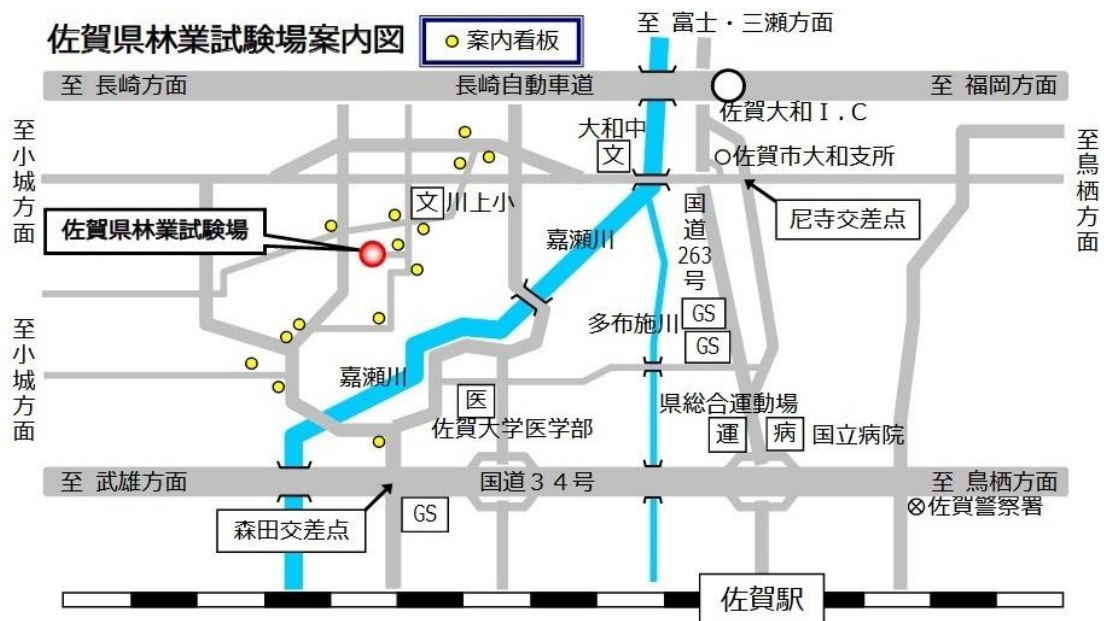 佐賀県林業試験場案内図
案内看板
至 富士・三瀬方面
至 長崎方面
長崎自動車道
至 福岡方面
佐賀大和I.C
至小城方面
大和中
文
佐賀市大和支所
至鳥栖方面
文
川上小
佐賀県林業試験場
国道263号
尼寺交差点
嘉瀬川
多布施川
GS
GS
至小城方面
嘉瀬川
医
佐賀大学医学部
県総合運動場
運
病
国立病院
至 武雄方面
国道34号
至 鳥栖方面
佐賀警察署
森田交差点
GS
佐賀駅